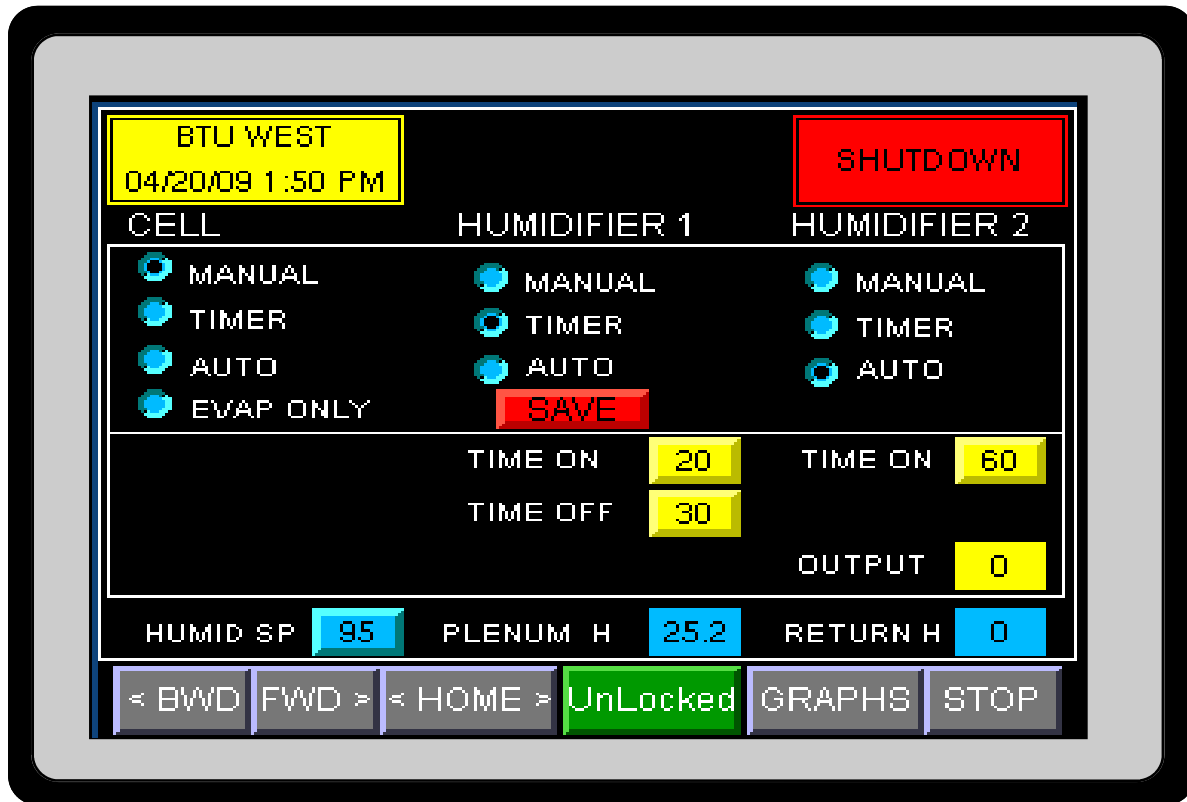 BTU WEST
04/20/09 1:50 PM
SHUTDOWN
CELL HUMIDIFIER 1 HUMIDIFIER 2
MANUAL MANUAL MANUAL
TIMER TIMER TIMER
AUTO AUTO AUTO
EVAP ONLY SAVE
TIME ON 20 TIME ON 60
TIME OFF 30
OUTPUT 0
HUMID SP 95 PLENUM H 25.2 RETURN H 0
< BWD FWD > < HOME > UnLocked GRAPHS STOP